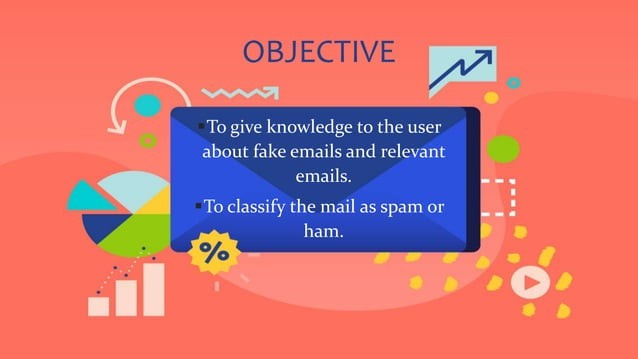 OBJECTIVE
▪To give knowledge to the user
about fake emails and relevant
emails.
▪To classify the mail as spam or
ham.
%